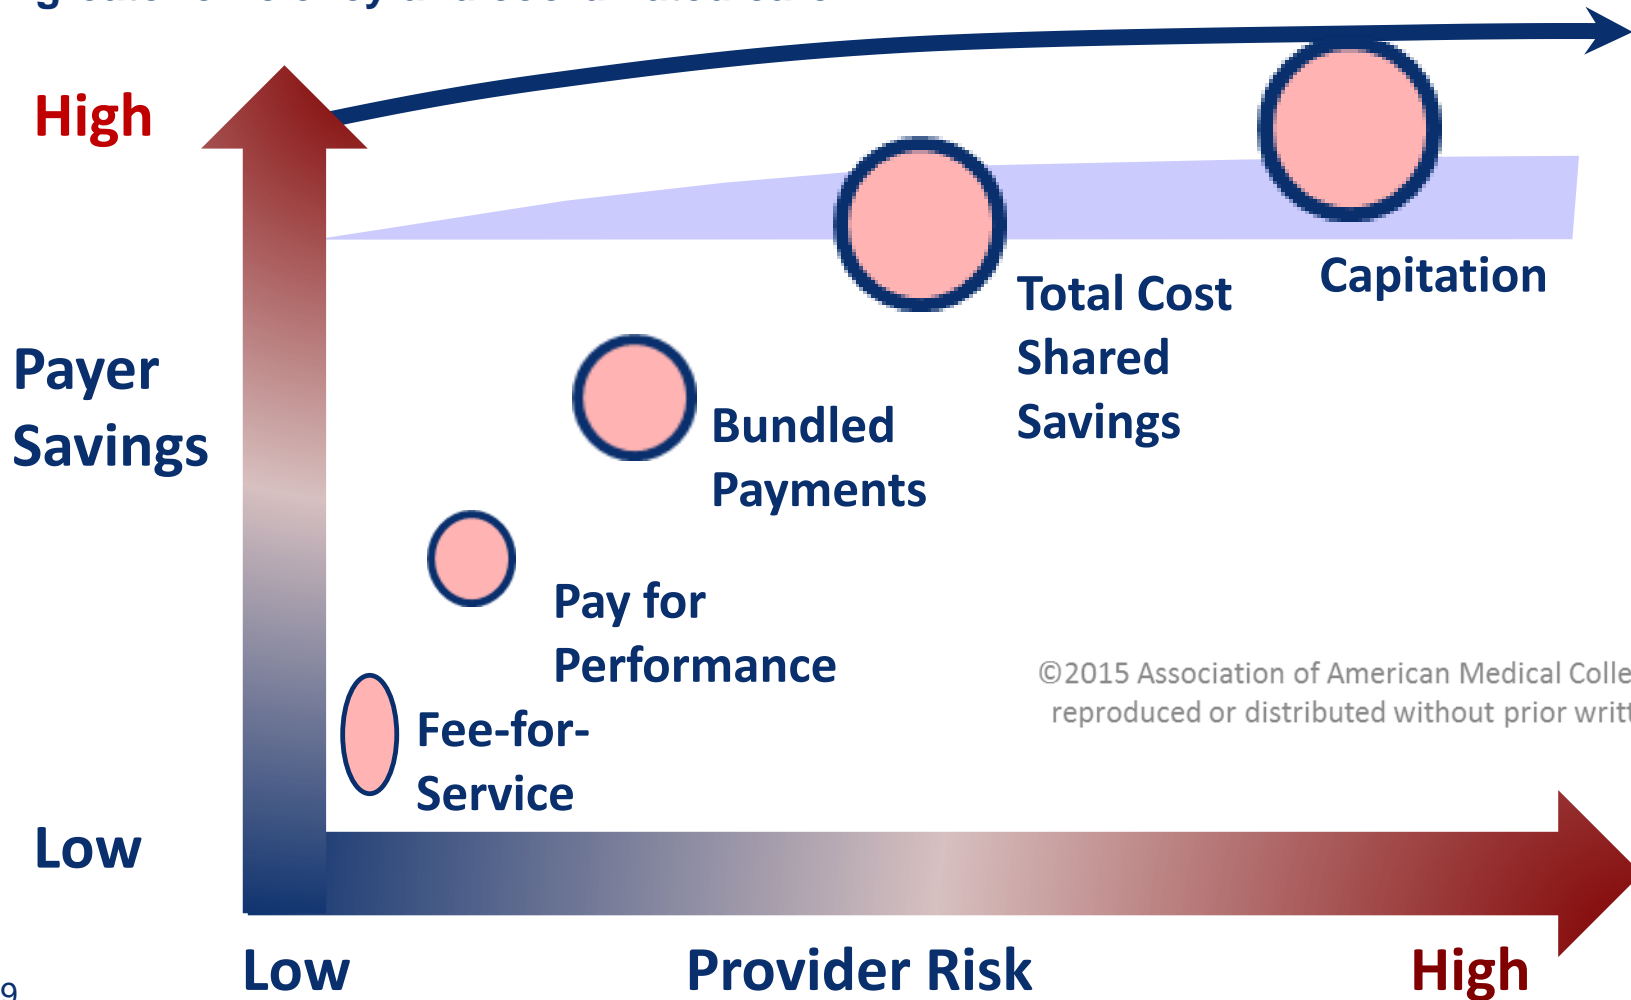 High
Payer
Savings
Capitation
Total Cost
Shared
Savings
Bundled
Payments
Pay for
Performance
©2015 Association of American Medical Colle
reproduced or distributed without prior writt
Fee-for-
Service
Low
Low
Provider Risk
High
9